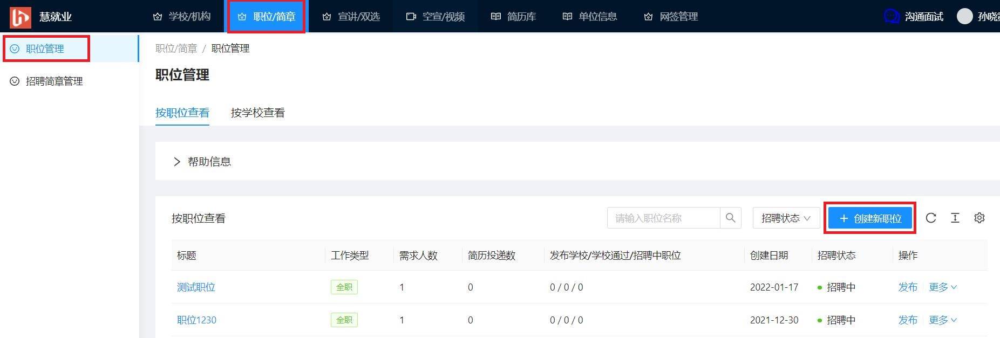 慧就业 学校/机构 职位/简章 宣讲/双选 空宣/视频 简历库 单位信息 网签管理 沟通面试 孙晓
职位管理
招聘简章管理
职位/简章 / 职位管理
职位管理
按职位查看 按学校查看
帮助信息
按职位查看 请输入职位名称 招聘状态 + 创建新职位
标题 工作类型 需求人数 简历投递数 发布学校/学校通过/招聘中职位 创建日期 招聘状态 操作
测试职位 全职 1 0 0 / 0 / 0 2022-01-17 招聘中 发布 更多
职位1230 全职 1 0 0 / 0 / 0 2021-12-30 招聘中 发布 更多